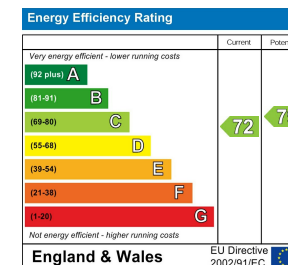 Energy Efficiency Rating
Current
Very energy efficient - lower running costs
(92 plus) A
(81-91) B
(69-80) C
72
(55-68) D
(39-54) E
(21-38) F
(1-20) G
Not energy efficient - higher running costs
England & Wales
EU Directive
2002/91/EC